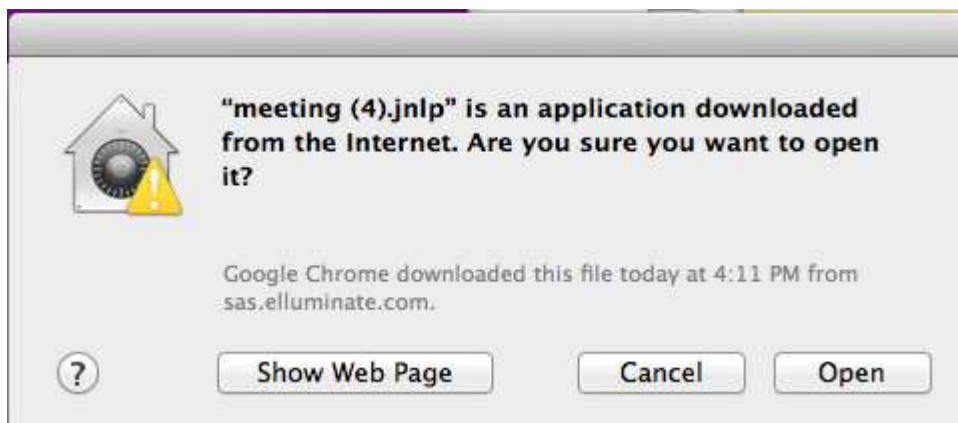 “meeting (4).jnlp” is an application downloaded
from the Internet. Are you sure you want to open
it?
Google Chrome downloaded this file today at 4:11 PM from
sas.elluminate.com.
? Show Web Page Cancel Open